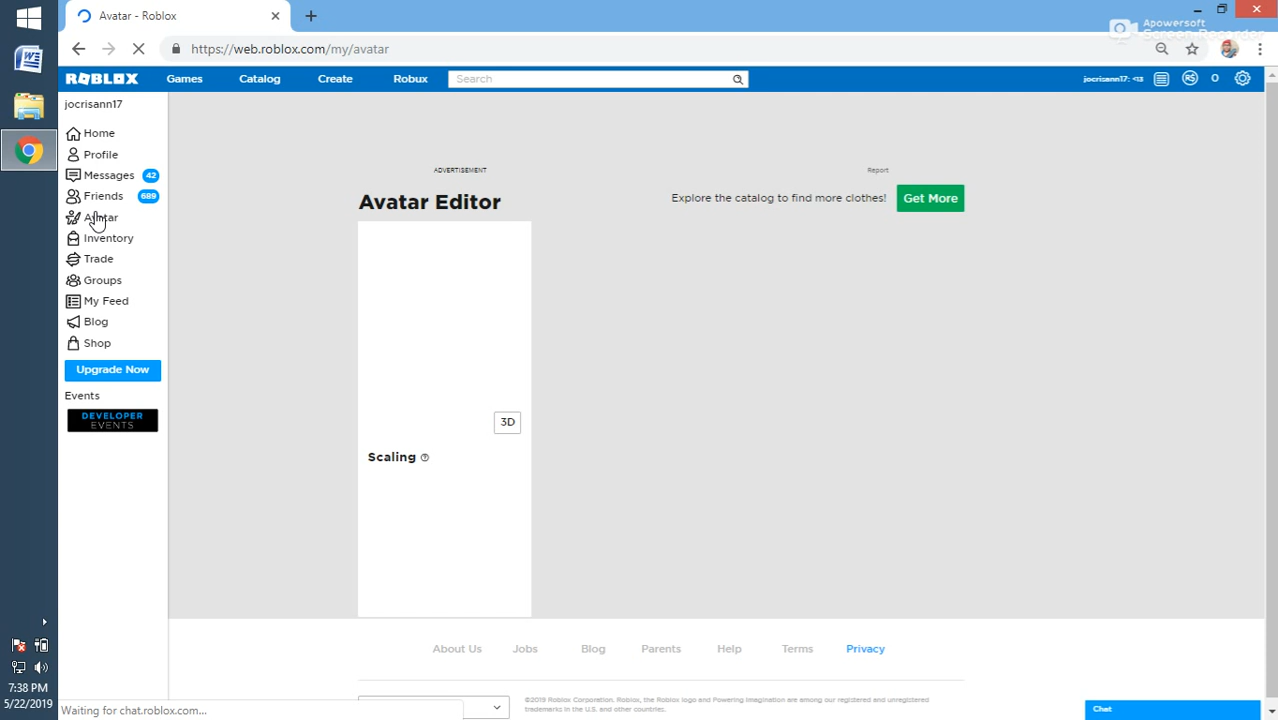 Avatar - Roblox
Apowersoft
Screen Recorder
https://web.roblox.com/my/avatar
ROBLOX
Games
Catalog
Create
Robux
Search
jocrisann17: <13
R$
0
jocrisann17
Home
Profile
Messages 42
Friends 689
Avatar
Inventory
Trade
Groups
My Feed
Blog
Shop
Upgrade Now
Events
DEVELOPER
EVENTS
ADVERTISEMENT
Report
Avatar Editor
Explore the catalog to find more clothes!
Get More
3D
Scaling
About Us
Jobs
Blog
Parents
Help
Terms
Privacy
©2019 Roblox Corporation. Roblox, the Roblox logo and Powering Imagination are among our registered and unregistered
trademarks in the U.S. and other countries.
Chat
Waiting for chat.roblox.com...
7:38 PM
5/22/2019